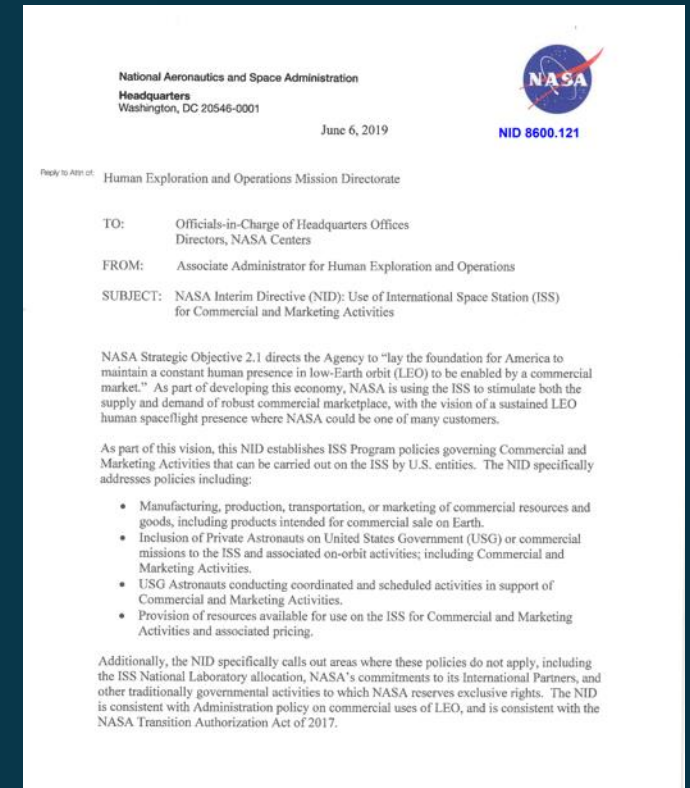 National Aeronautics and Space Administration
Headquarters
Washington, DC 20546-0001
NASA
June 6, 2019
NID 8600.121
Reply to Attn of:
Human Exploration and Operations Mission Directorate
TO: Officials-in-Charge of Headquarters Offices
Directors, NASA Centers
FROM: Associate Administrator for Human Exploration and Operations
SUBJECT: NASA Interim Directive (NID): Use of International Space Station (ISS)
for Commercial and Marketing Activities
NASA Strategic Objective 2.1 directs the Agency to “lay the foundation for America to
maintain a constant human presence in low-Earth orbit (LEO) to be enabled by a commercial
market.” As part of developing this economy, NASA is using the ISS to stimulate both the
supply and demand of robust commercial marketplace, with the vision of a sustained LEO
human spaceflight presence where NASA could be one of many customers.
As part of this vision, this NID establishes ISS Program policies governing Commercial and
Marketing Activities that can be carried out on the ISS by U.S. entities. The NID specifically
addresses policies including:
• Manufacturing, production, transportation, or marketing of commercial resources and
goods, including products intended for commercial sale on Earth.
• Inclusion of Private Astronauts on United States Government (USG) or commercial
missions to the ISS and associated on-orbit activities; including Commercial and
Marketing Activities.
• USG Astronauts conducting coordinated and scheduled activities in support of
Commercial and Marketing Activities.
• Provision of resources available for use on the ISS for Commercial and Marketing
Activities and associated pricing.
Additionally, the NID specifically calls out areas where these policies do not apply, including
the ISS National Laboratory allocation, NASA’s commitments to its International Partners, and
other traditionally governmental activities to which NASA reserves exclusive rights. The NID
is consistent with Administration policy on commercial uses of LEO, and is consistent with the
NASA Transition Authorization Act of 2017.